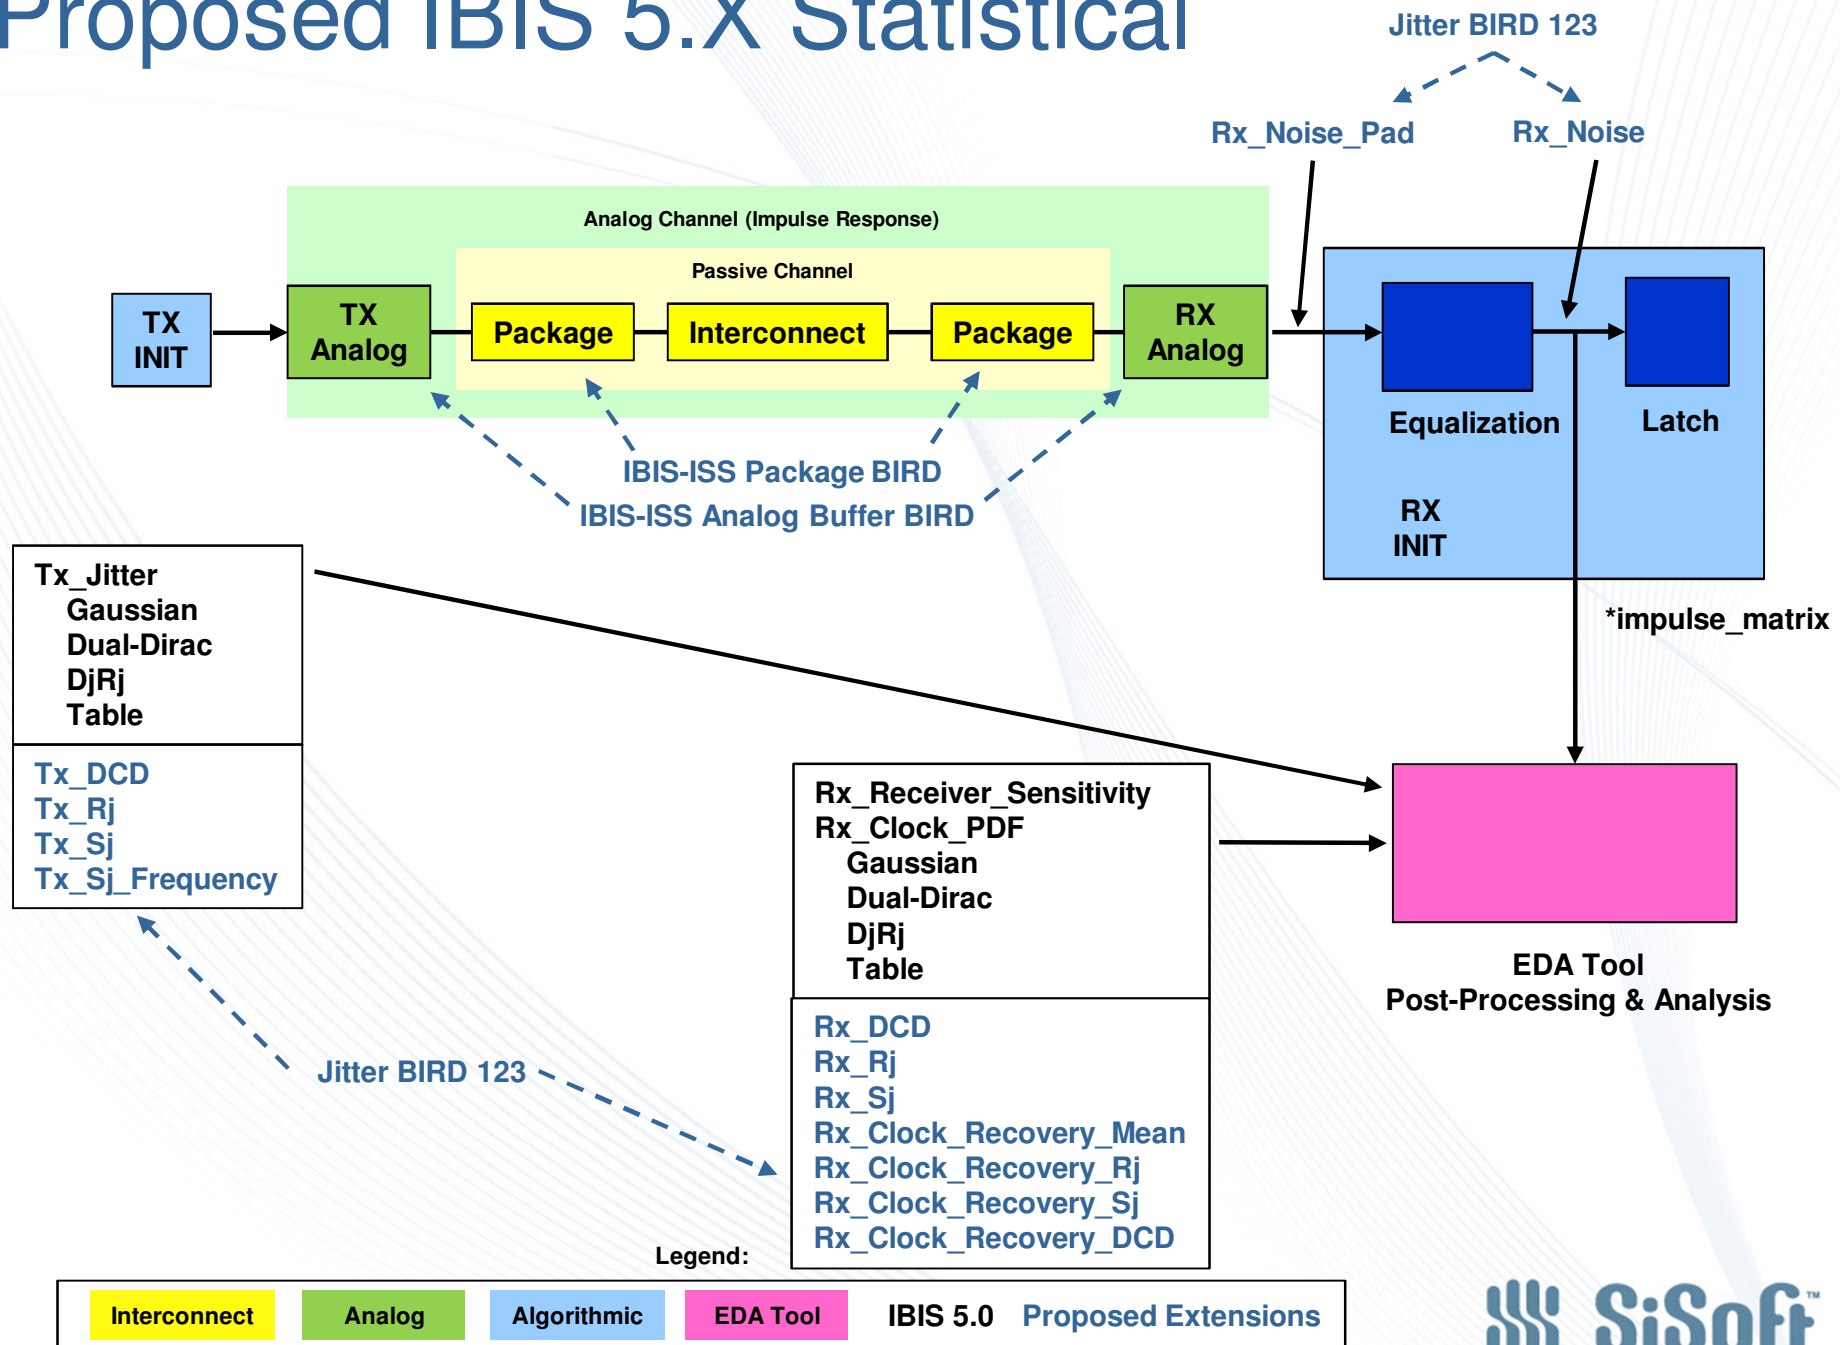 Proposed IBIS 5.X Statistical
Jitter BIRD 123
Rx_Noise_Pad
Rx_Noise
Analog Channel (Impulse Response)
Passive Channel
TX
INIT
TX
Analog
Package
Interconnect
Package
RX
Analog
Equalization
Latch
RX
INIT
IBIS-ISS Package BIRD
IBIS-ISS Analog Buffer BIRD
*impulse_matrix
Tx_Jitter
Gaussian
Dual-Dirac
DjRj
Table
Tx_DCD
Tx_Rj
Tx_Sj
Tx_Sj_Frequency
Rx_Receiver_Sensitivity
Rx_Clock_PDF
Gaussian
Dual-Dirac
DjRj
Table
Rx_DCD
Rx_Rj
Rx_Sj
Rx_Clock_Recovery_Mean
Rx_Clock_Recovery_Rj
Rx_Clock_Recovery_Sj
Rx_Clock_Recovery_DCD
EDA Tool
Post-Processing & Analysis
Jitter BIRD 123
Legend:
Interconnect
Analog
Algorithmic
EDA Tool
IBIS 5.0
Proposed Extensions
SiSoft™